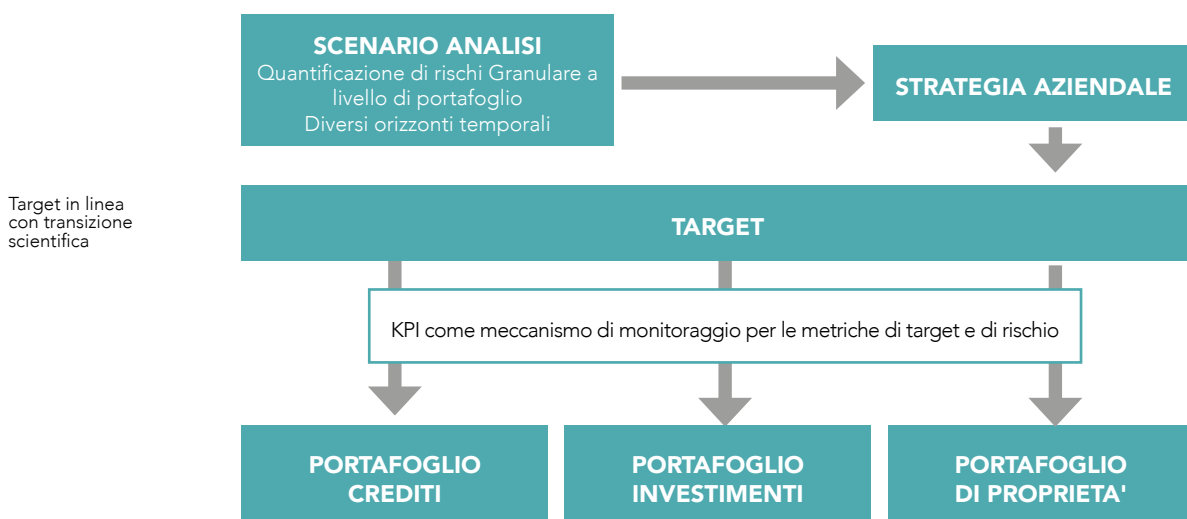 SCENARIO ANALISI
Quantificazione di rischi Granulare a
livello di portafoglio
Diversi orizzonti temporali
STRATEGIA AZIENDALE
Target in linea
con transizione
scientifica
TARGET
KPI come meccanismo di monitoraggio per le metriche di target e di rischio
PORTAFOGLIO
CREDITI
PORTAFOGLIO
INVESTIMENTI
PORTAFOGLIO
DI PROPRIETA'